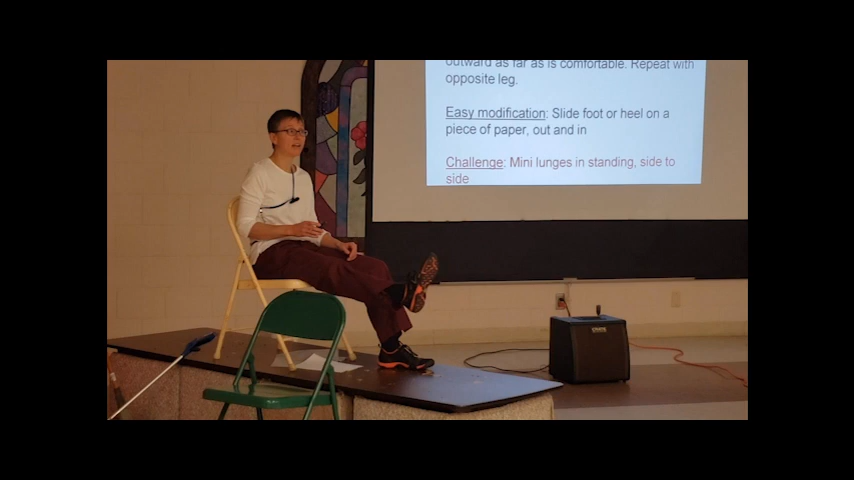 outward as far as is comfortable. Repeat with
opposite leg.
Easy modification: Slide foot or heel on a
piece of paper, out and in
Challenge: Mini lunges in standing, side to
side